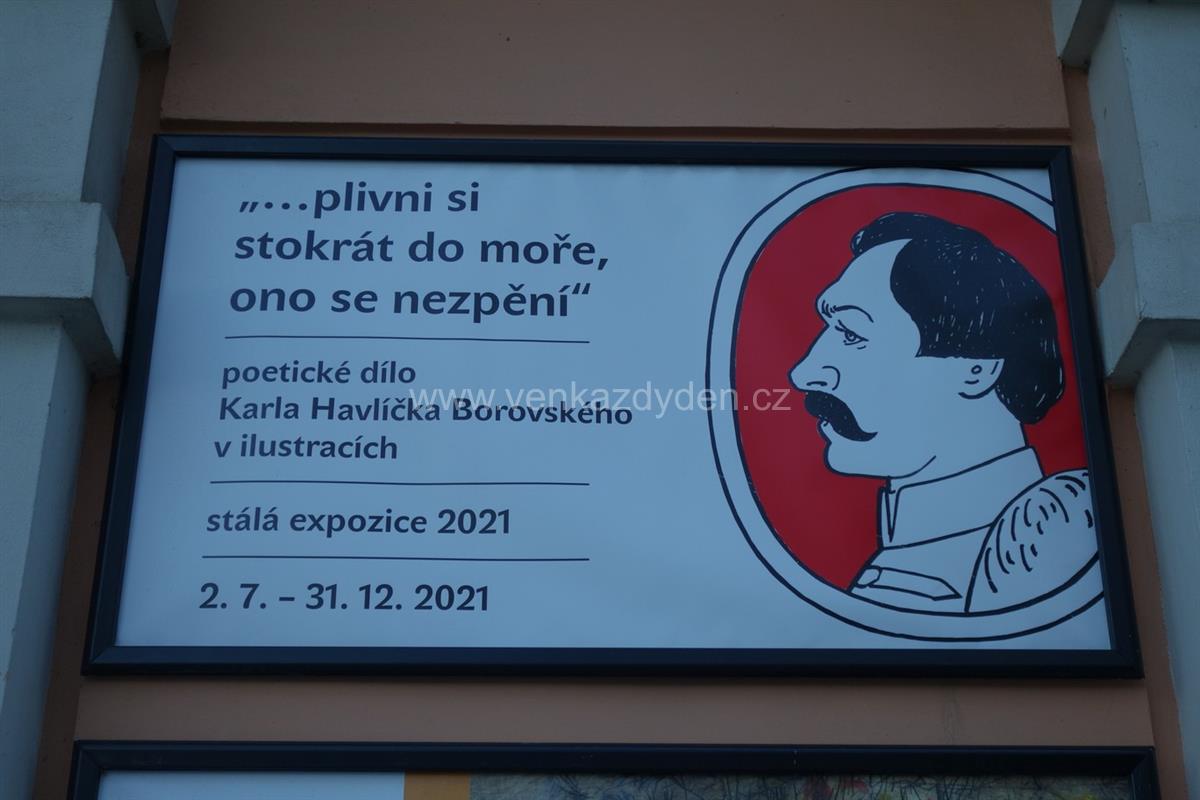 „...plivni si
stokrát do moře,
ono se nezpění“
poetické dílo
Karla Havlíčka Borovského
v ilustracích
stálá expozice 2021
2. 7. – 31. 12. 2021
www.venkazdyden.cz